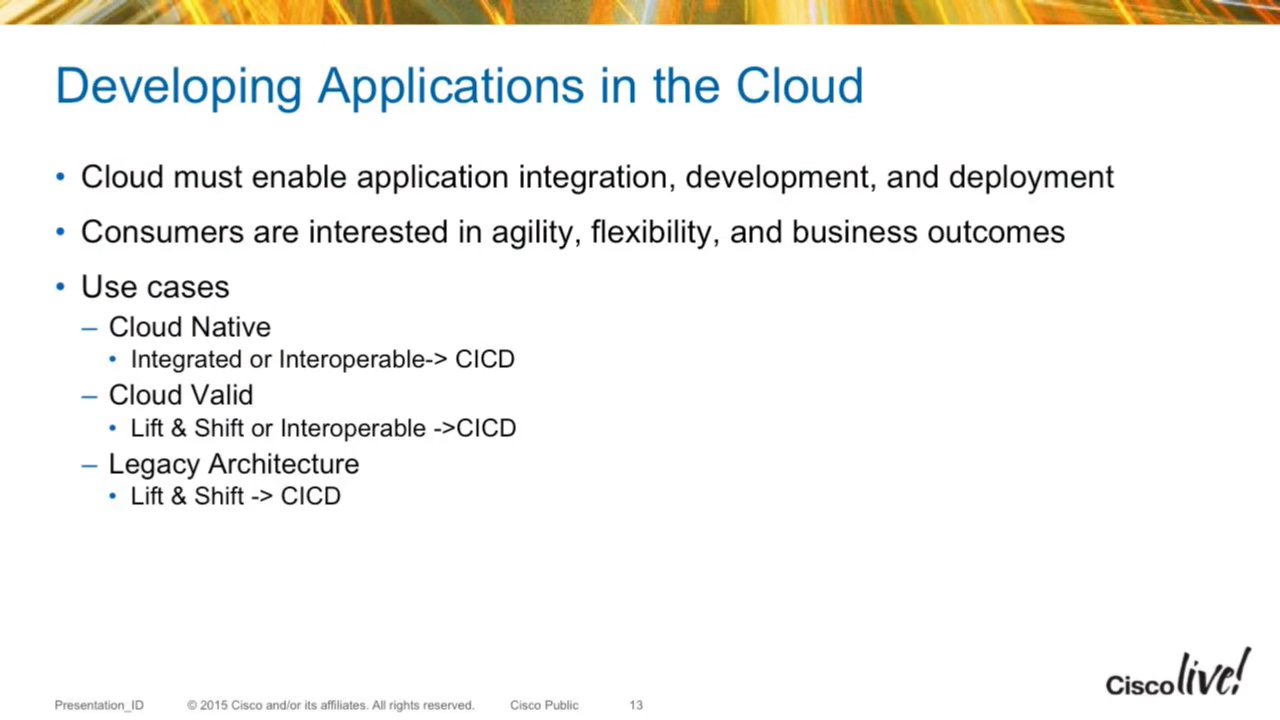 Developing Applications in the Cloud
• Cloud must enable application integration, development, and deployment
• Consumers are interested in agility, flexibility, and business outcomes
• Use cases
– Cloud Native
• Integrated or Interoperable-> CICD
– Cloud Valid
• Lift & Shift or Interoperable ->CICD
– Legacy Architecture
• Lift & Shift -> CICD
Cisco live!
Presentation_ID © 2015 Cisco and/or its affiliates. All rights reserved. Cisco Public 13